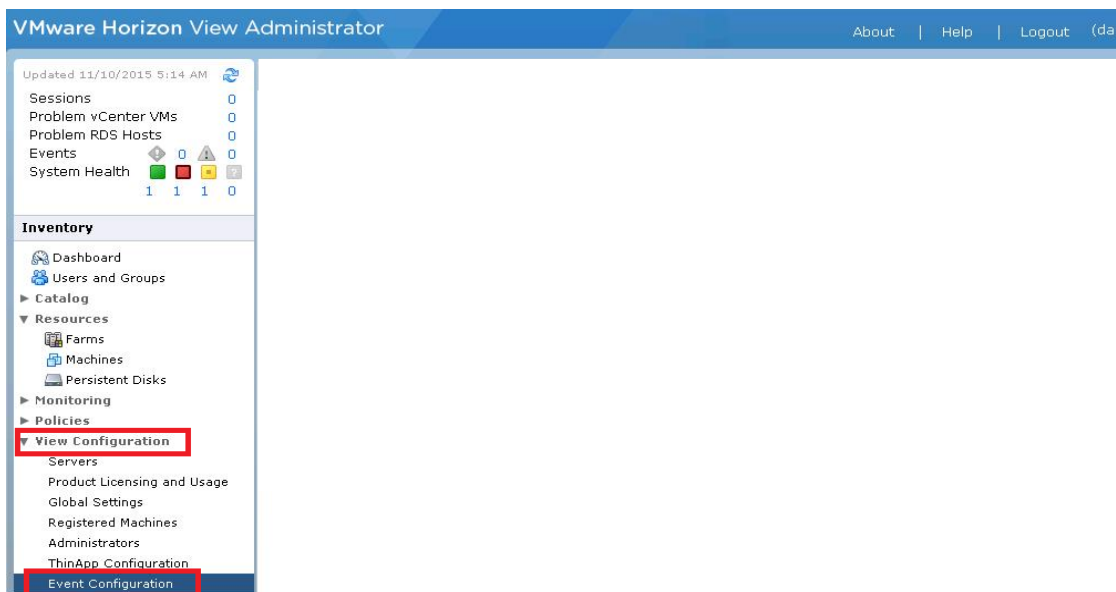 VMware Horizon View Administrator
About | Help | Logout (da
Updated 11/10/2015 5:14 AM
Sessions 0
Problem vCenter VMs 0
Problem RDS Hosts 0
Events 0 0
System Health ?
1 1 1 0
Inventory
Dashboard
Users and Groups
Catalog
Resources
Farms
Machines
Persistent Disks
Monitoring
Policies
View Configuration
Servers
Product Licensing and Usage
Global Settings
Registered Machines
Administrators
ThinApp Configuration
Event Configuration